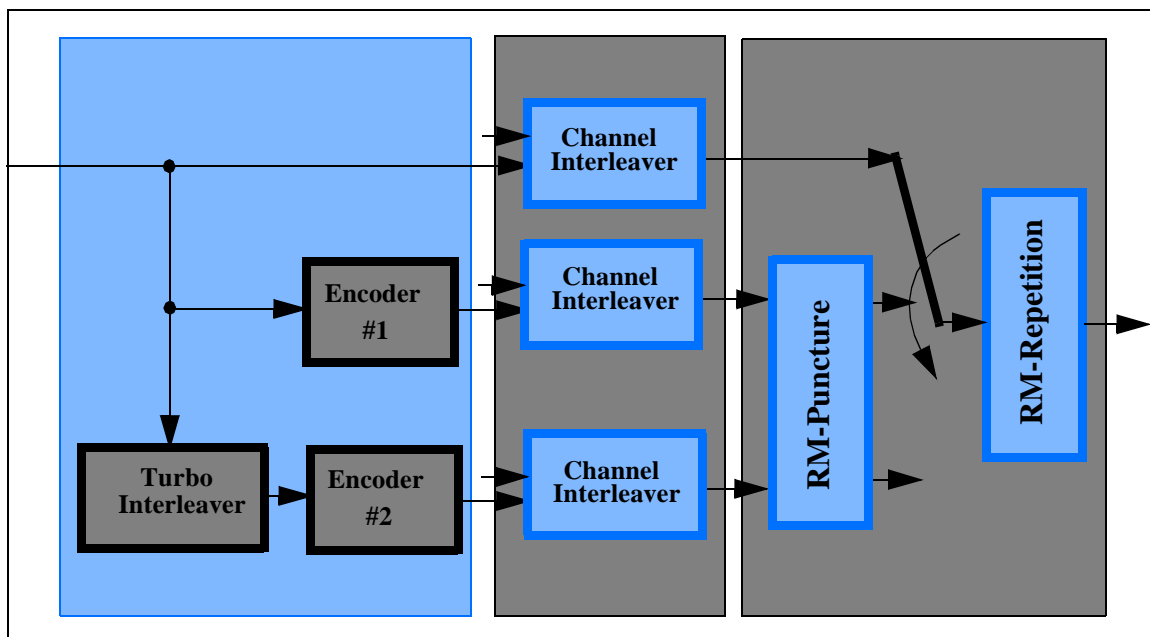 Channel
Interleaver
Encoder
#1
Channel
Interleaver
RM-Puncture
RM-Repetition
Turbo
Interleaver
Encoder
#2
Channel
Interleaver